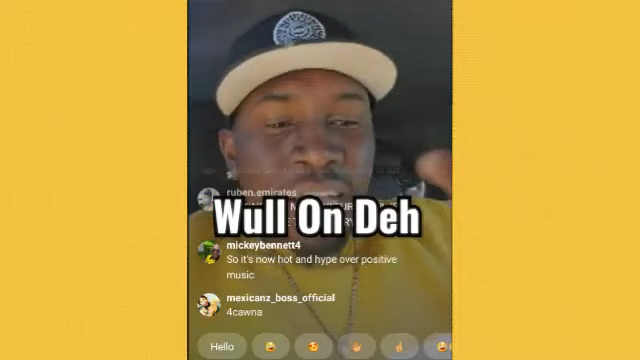 ruben.emirates
Wull On Deh
mickeybennett4
So it's now hot and hype over positive
music
mexicanz_boss_official
4cawna
Hello